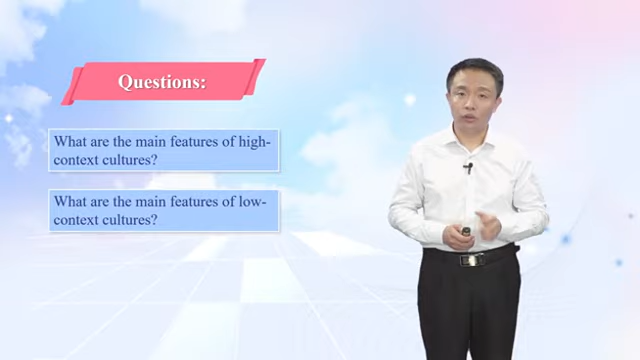 Questions:
What are the main features of high-
context cultures?
What are the main features of low-
context cultures?